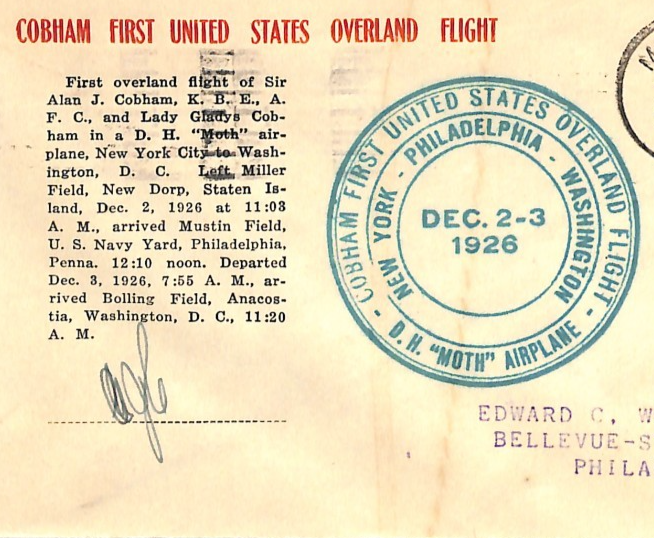 COBHAM FIRST UNITED STATES OVERLAND FLIGHT
First overland flight of Sir
Alan J. Cobham, K. B. E., A.
F. C., and Lady Gladys Cob-
ham in a D. H. "Moth" air-
plane, New York City to Wash-
ington, D. C. Left Miller
Field, New Dorp, Staten Is-
land, Dec. 2, 1926 at 11:03
A. M., arrived Mustin Field,
U. S. Navy Yard, Philadelphia,
Penna. 12:10 noon. Departed
Dec. 3, 1926, 7:55 A. M., ar-
rived Bolling Field, Anacos-
tia, Washington, D. C., 11:20
A. M.
COBHAM FIRST UNITED STATES OVERLAND FLIGHT -
D. H. "MOTH" AIRPLANE -
NEW YORK - PHILADELPHIA - WASHINGTON
DEC. 2-3
1926
EDWARD C. W
BELLEVUE-S
PHILA